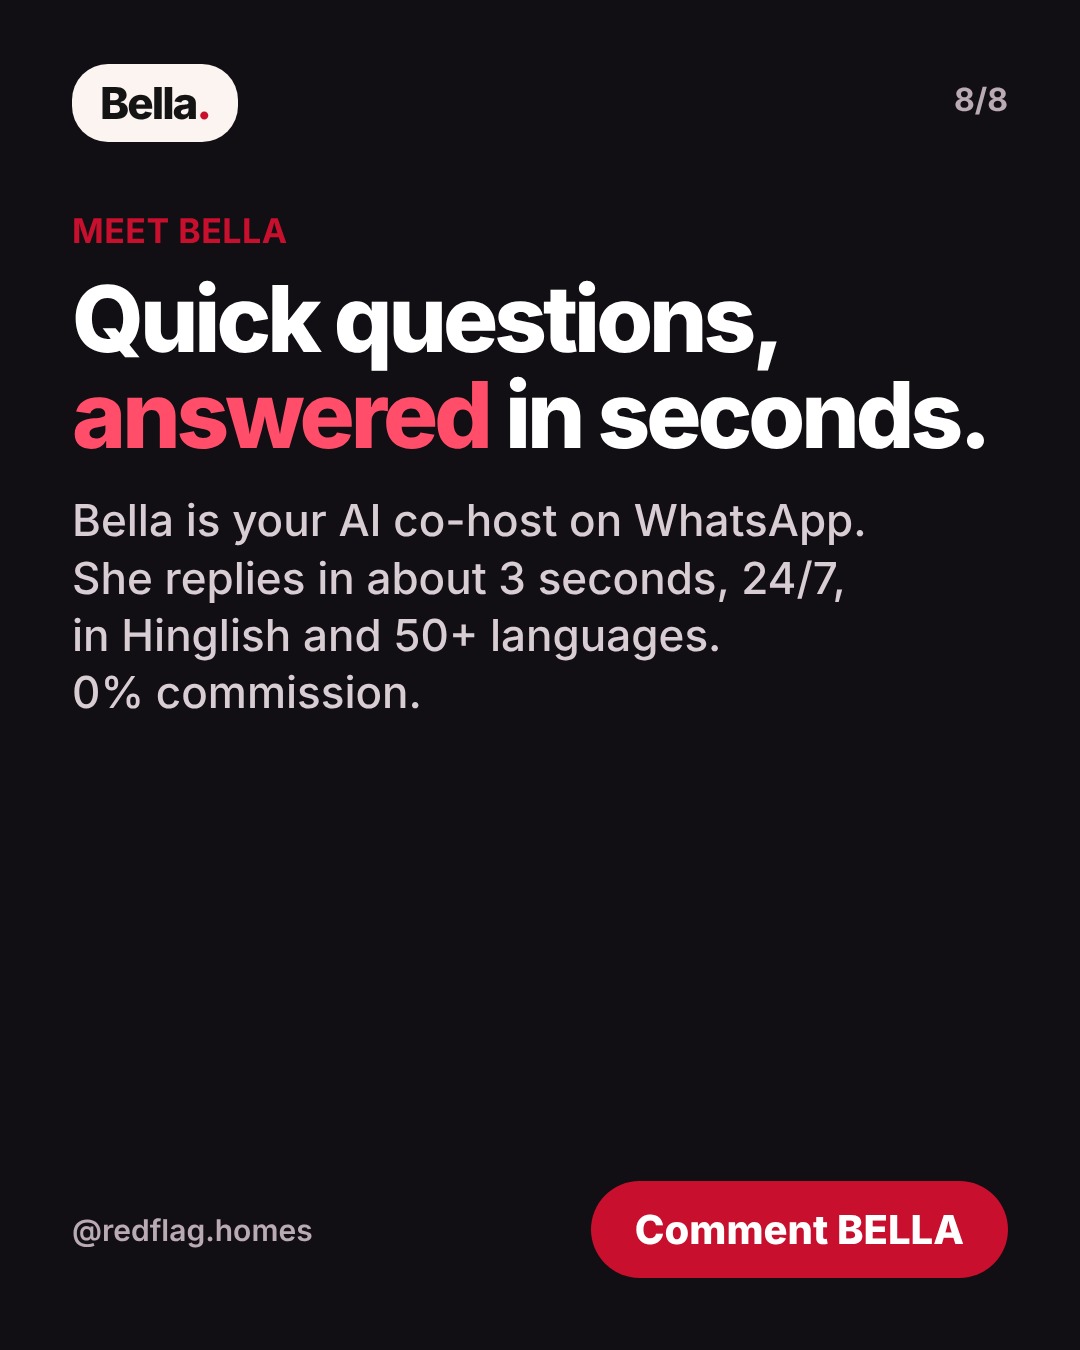 Bella.
8/8
MEET BELLA
Quick questions,
answered in seconds.
Bella is your AI co-host on WhatsApp.
She replies in about 3 seconds, 24/7,
in Hinglish and 50+ languages.
0% commission.
@redflag.homes
Comment BELLA